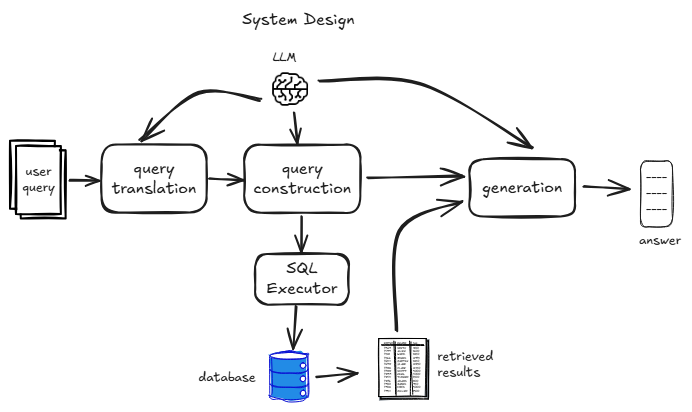 System Design
LLM
user
query
query
translation
query
construction
generation
answer
SQL
Executor
database
retrieved
results